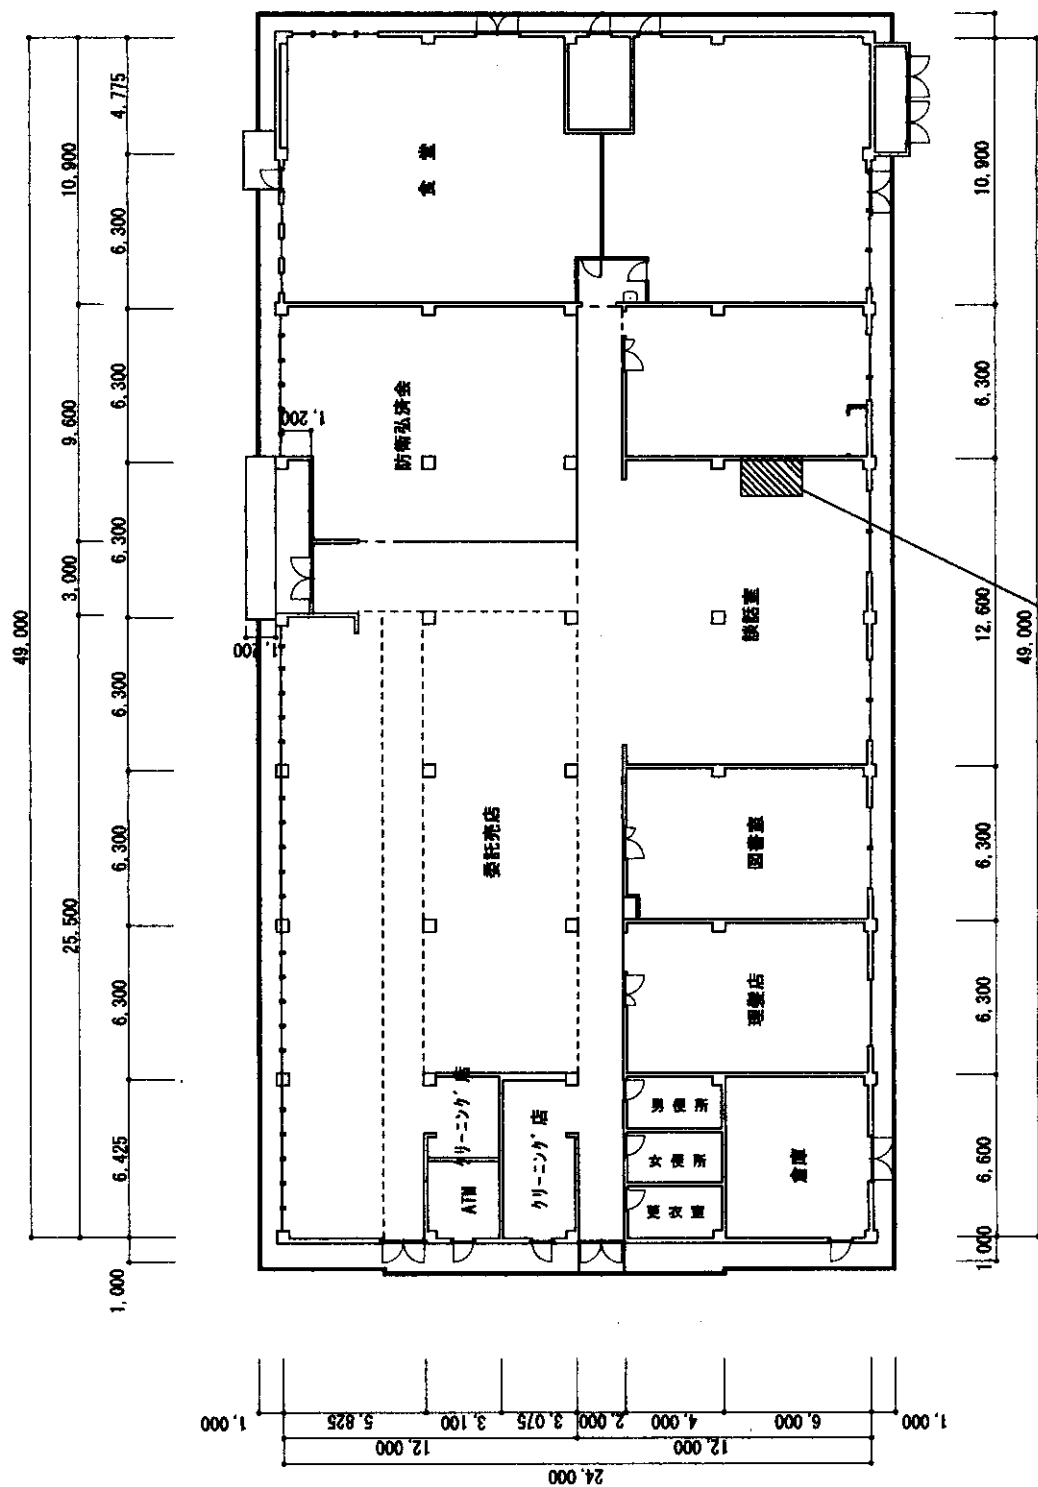 49,000
10,900
9,600
3,000
25,500
4,775
6,300
6,300
6,300
6,300
6,300
6,300
6,425
1,000
1,200
1,200
食堂
防衛弘済会
談話室
委託売店
図書室
理髪店
クリーニング店
クリーニング店
ATM
男便所
女便所
更衣室
倉庫
10,900
6,300
12,600
6,300
6,300
6,600
1,000
49,000
1,000
5,825
3,100
3,075
2,000
4,000
6,000
1,000
12,000
12,000
24,000